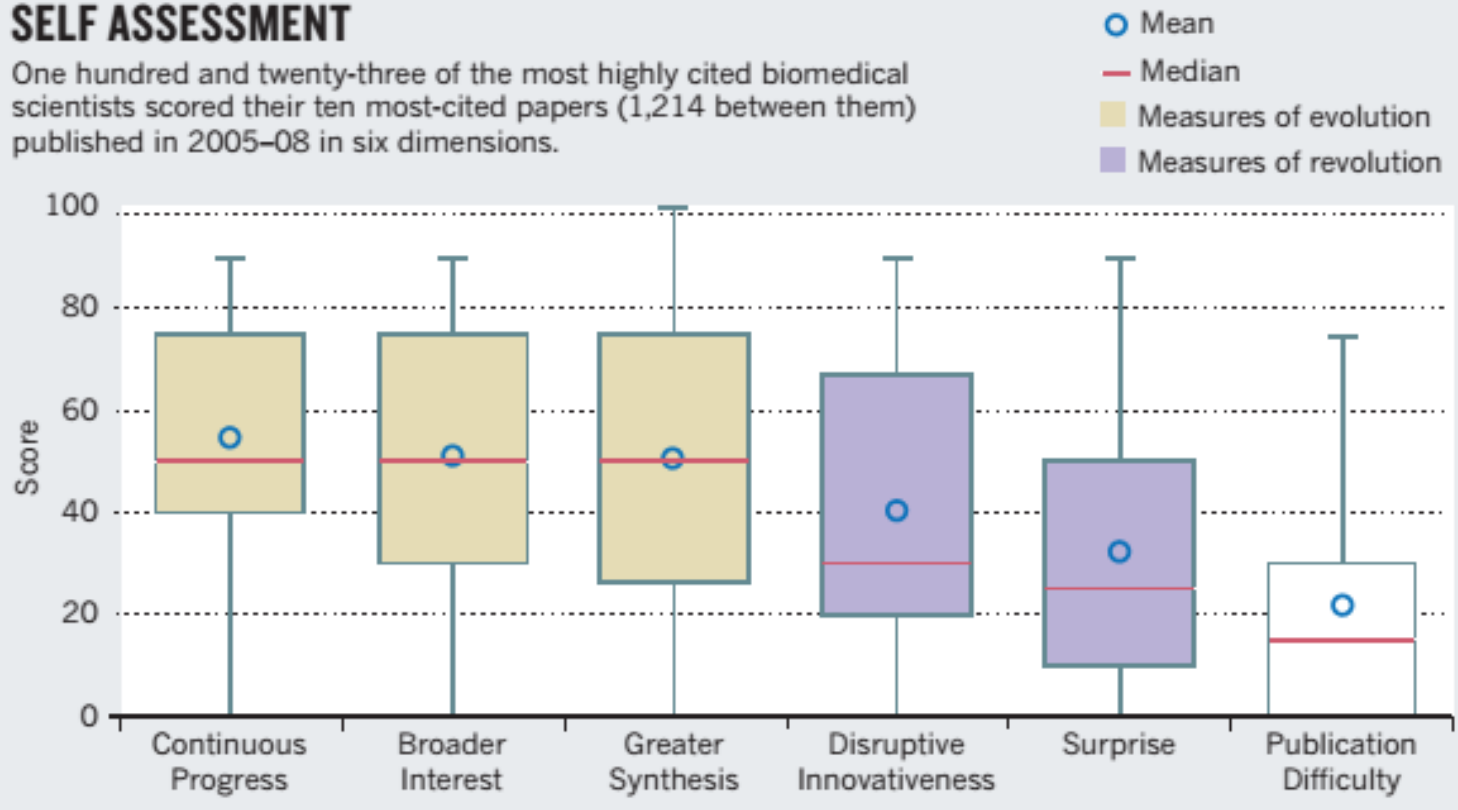 SELF ASSESSMENT
One hundred and twenty-three of the most highly cited biomedical
scientists scored their ten most-cited papers (1,214 between them)
published in 2005–08 in six dimensions.
Mean
Median
Measures of evolution
Measures of revolution
100
80
60
40
20
0
Score
Continuous
Progress
Broader
Interest
Greater
Synthesis
Disruptive
Innovativeness
Surprise
Publication
Difficulty